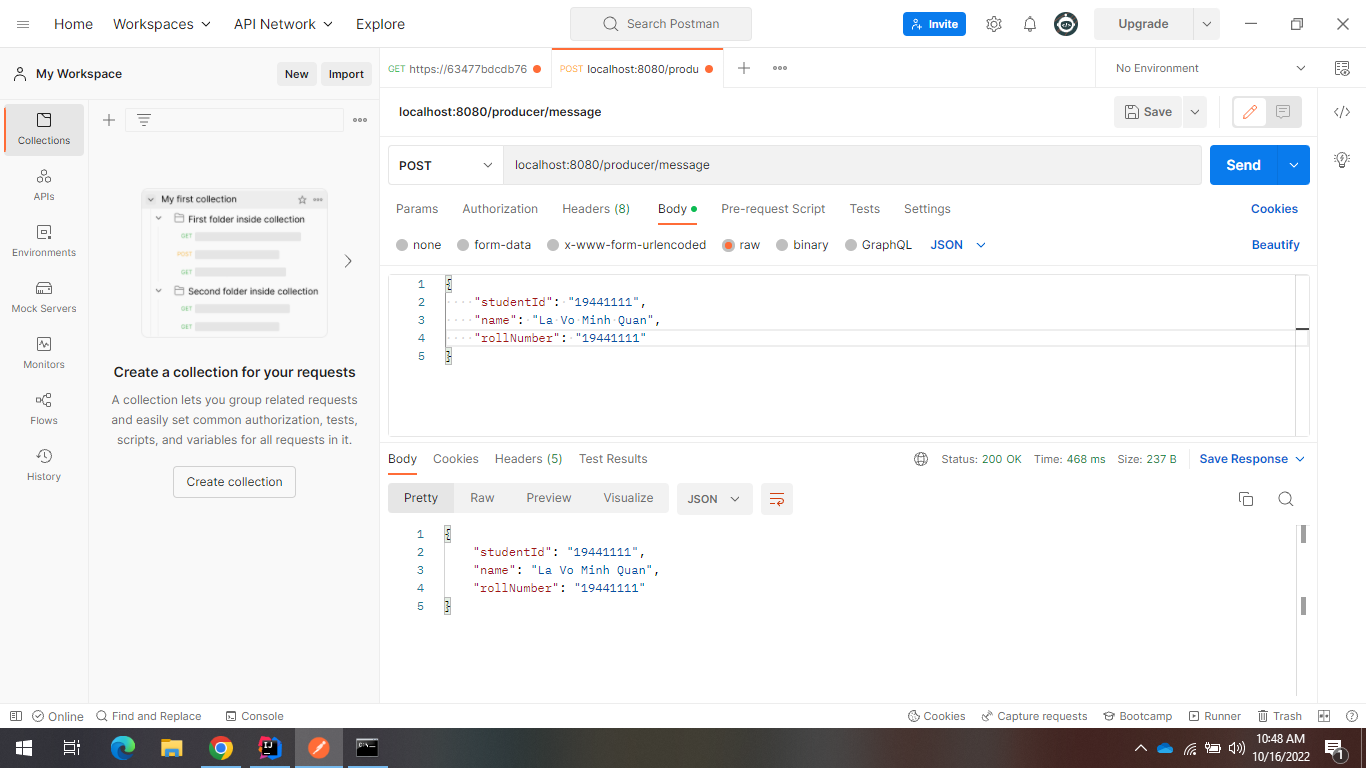 Home Workspaces API Network Explore Search Postman Invite Upgrade
My Workspace New Import GET https://63477bdcdb76 POST localhost:8080/produ No Environment
localhost:8080/producer/message Save
Collections
APIs
Environments
Mock Servers
Monitors
Flows
History
My first collection
First folder inside collection
GET
POST
GET
Second folder inside collection
GET
GET
Create a collection for your requests
A collection lets you group related requests
and easily set common authorization, tests,
scripts, and variables for all requests in it.
Create collection
POST localhost:8080/producer/message Send
Params Authorization Headers (8) Body Pre-request Script Tests Settings Cookies
none form-data x-www-form-urlencoded raw binary GraphQL JSON Beautify
1 {
2 "studentId": "19441111",
3 "name": "La Vo Minh Quan",
4 "rollNumber": "19441111"
5 }
Body Cookies Headers (5) Test Results Status: 200 OK Time: 468 ms Size: 237 B Save Response
Pretty Raw Preview Visualize JSON
1 {
2 "studentId": "19441111",
3 "name": "La Vo Minh Quan",
4 "rollNumber": "19441111"
5 }
Online Find and Replace Console Cookies Capture requests Bootcamp Runner Trash
10:48 AM
10/16/2022
1